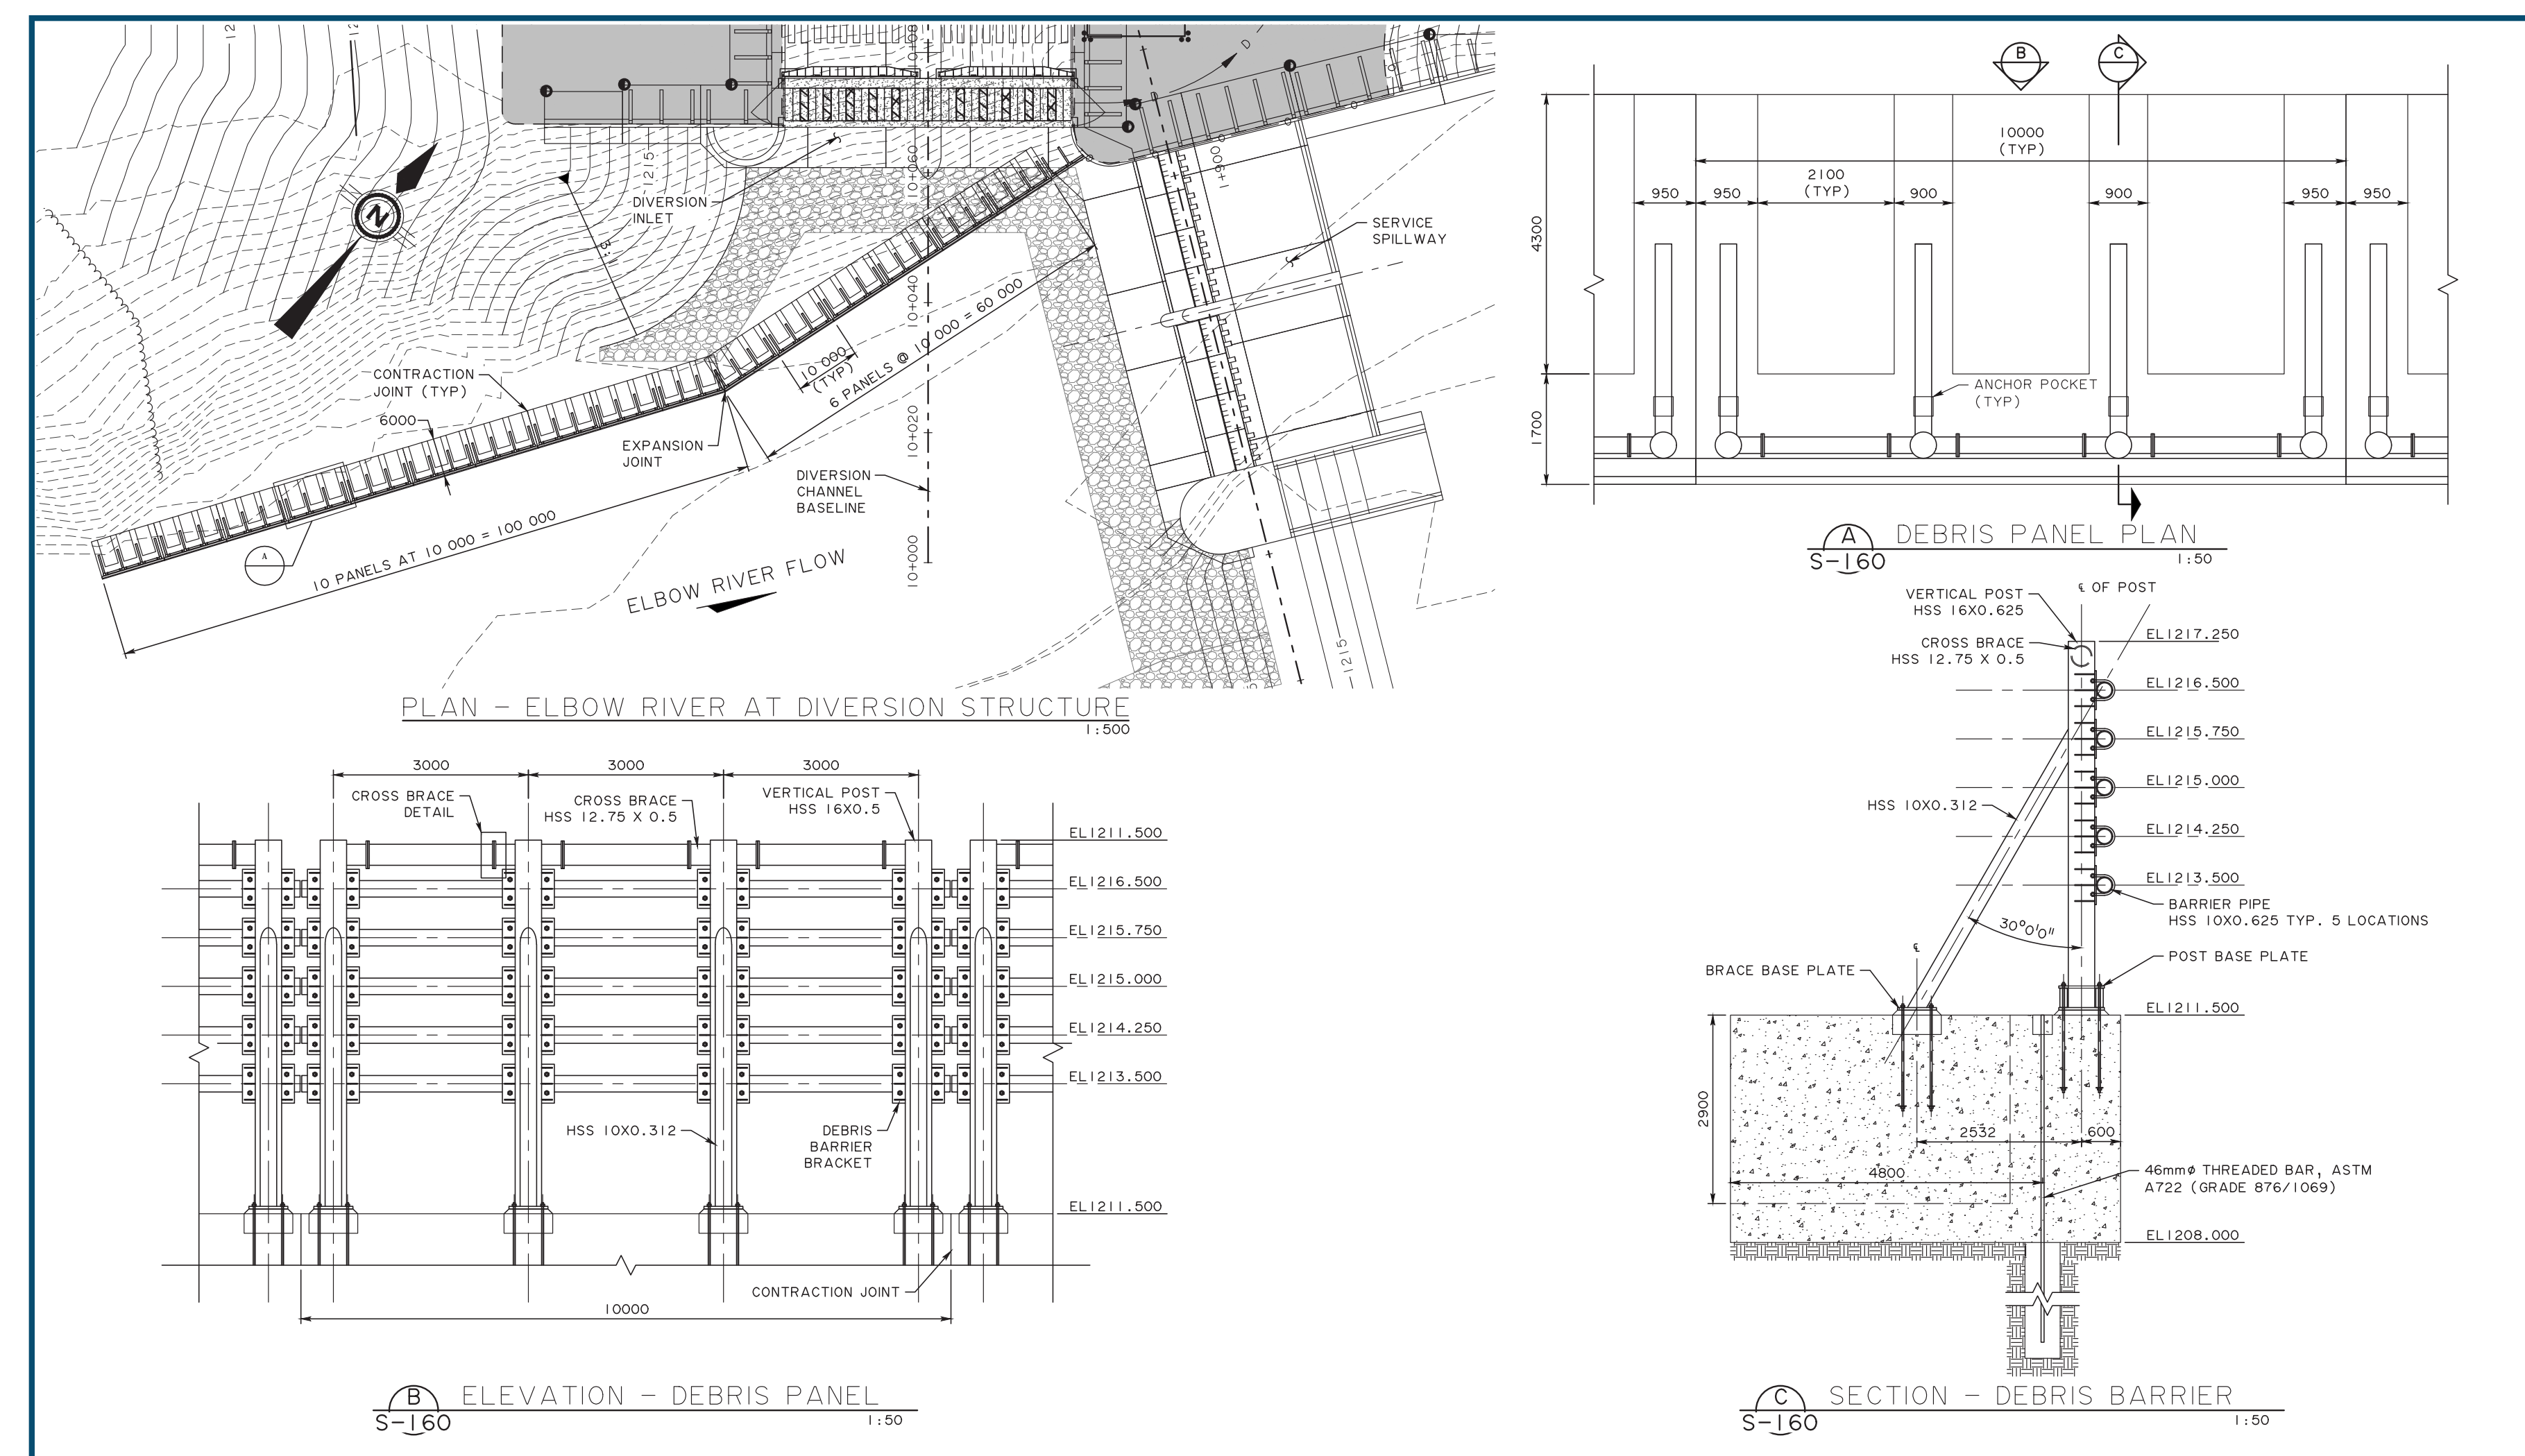 1215
DIVERSION
INLET
3:1
10+060
1+600
D
SERVICE
SPILLWAY
10+040
N
CONTRACTION
JOINT (TYP)
6000
10 000
(TYP)
6 PANELS @ 10 000 = 60 000
EXPANSION
JOINT
10+020
DIVERSION
CHANNEL
BASELINE
A
10 PANELS AT 10 000 = 100 000
10+000
ELBOW RIVER FLOW
1215
PLAN - ELBOW RIVER AT DIVERSION STRUCTURE
1:500
B
C
10000
(TYP)
2100
(TYP)
950
950
900
900
950
950
4300
1700
ANCHOR POCKET
(TYP)
A
DEBRIS PANEL PLAN
S-160
1:50
3000
3000
3000
CROSS BRACE
DETAIL
CROSS BRACE
HSS 12.75 X 0.5
VERTICAL POST
HSS 16X0.5
EL1211.500
EL1216.500
EL1215.750
EL1215.000
EL1214.250
EL1213.500
HSS 10X0.312
DEBRIS
BARRIER
BRACKET
EL1211.500
CONTRACTION JOINT
10000
B
ELEVATION - DEBRIS PANEL
S-160
1:50
VERTICAL POST
HSS 16X0.625
℄ OF POST
CROSS BRACE
HSS 12.75 X 0.5
EL1217.250
EL1216.500
EL1215.750
EL1215.000
HSS 10X0.312
EL1214.250
EL1213.500
BARRIER PIPE
HSS 10X0.625 TYP. 5 LOCATIONS
30°0'0"
℄
BRACE BASE PLATE
POST BASE PLATE
EL1211.500
2900
2532
600
4800
46mmφ THREADED BAR, ASTM
A722 (GRADE 876/1069)
EL1208.000
C
SECTION - DEBRIS BARRIER
S-160
1:50